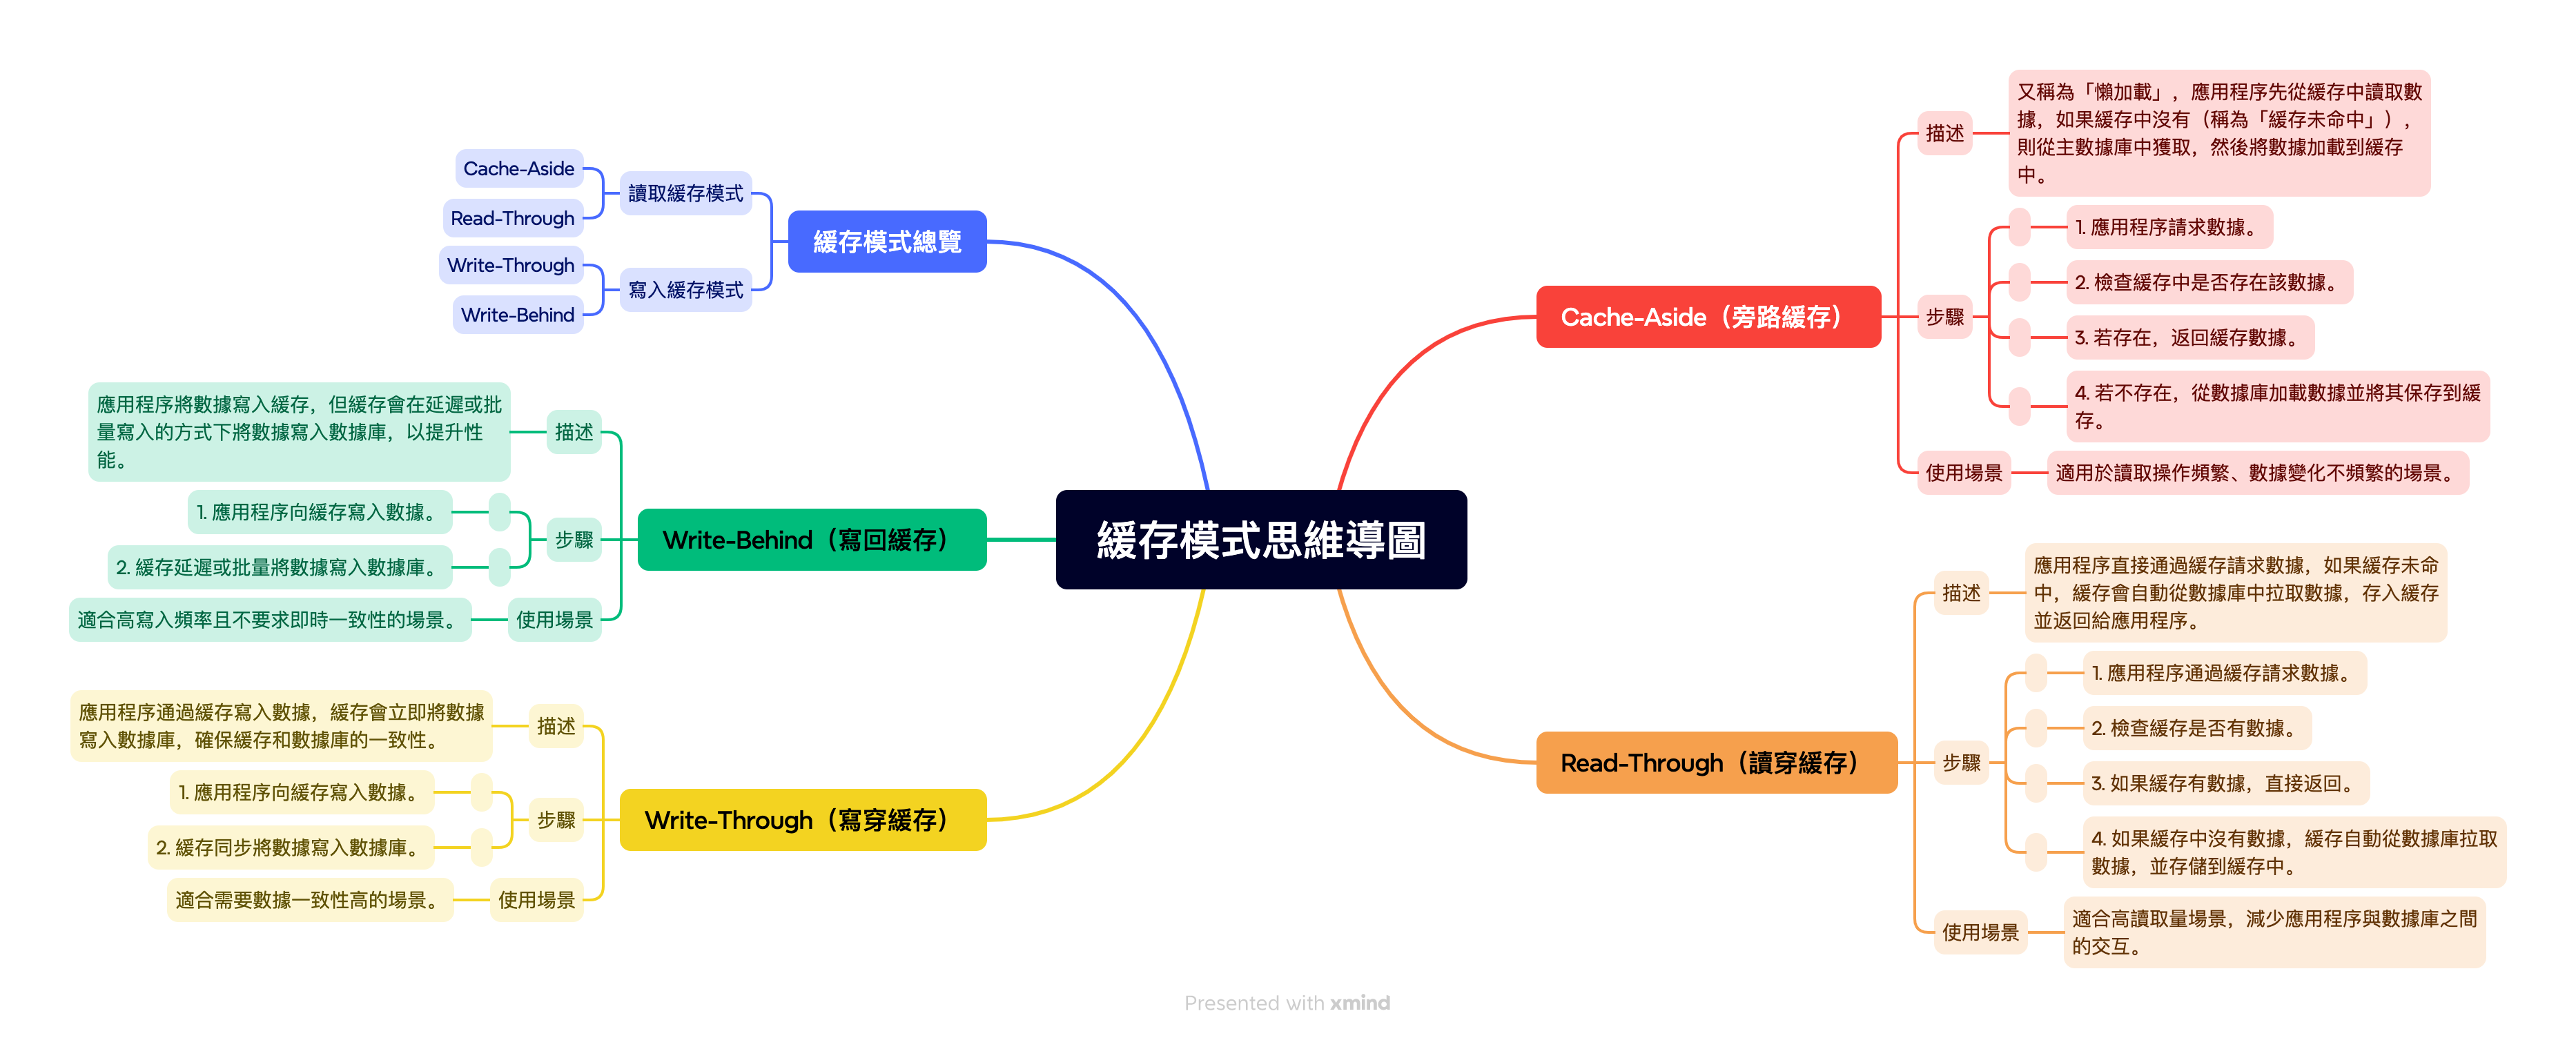 緩存模式思維導圖
Cache-Aside（旁路緩存）
描述
又稱為「懶加載」，應用程序先從緩存中讀取數
據，如果緩存中沒有（稱為「緩存未命中」），
則從主數據庫中獲取，然後將數據加載到緩存
中。
步驟
1. 應用程序請求數據。
2. 檢查緩存中是否存在該數據。
3. 若存在，返回緩存數據。
4. 若不存在，從數據庫加載數據並將其保存到緩
存。
使用場景
適用於讀取操作頻繁、數據變化不頻繁的場景。
Read-Through（讀穿緩存）
描述
應用程序直接通過緩存請求數據，如果緩存未命
中，緩存會自動從數據庫中拉取數據，存入緩存
並返回給應用程序。
步驟
1. 應用程序通過緩存請求數據。
2. 檢查緩存是否有數據。
3. 如果緩存有數據，直接返回。
4. 如果緩存中沒有數據，緩存自動從數據庫拉取
數據，並存儲到緩存中。
使用場景
適合高讀取量場景，減少應用程序與數據庫之間
的交互。
緩存模式總覽
讀取緩存模式
Cache-Aside
Read-Through
寫入緩存模式
Write-Through
Write-Behind
Write-Behind（寫回緩存）
描述
應用程序將數據寫入緩存，但緩存會在延遲或批
量寫入的方式下將數據寫入數據庫，以提升性
能。
步驟
1. 應用程序向緩存寫入數據。
2. 緩存延遲或批量將數據寫入數據庫。
使用場景
適合高寫入頻率且不要求即時一致性的場景。
Write-Through（寫穿緩存）
描述
應用程序通過緩存寫入數據，緩存會立即將數據
寫入數據庫，確保緩存和數據庫的一致性。
步驟
1. 應用程序向緩存寫入數據。
2. 緩存同步將數據寫入數據庫。
使用場景
適合需要數據一致性高的場景。
Presented with xmind